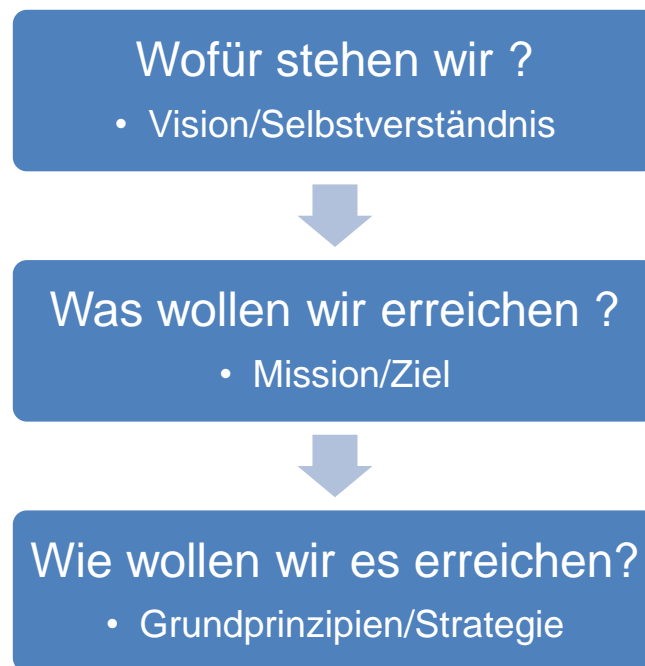 Wofür stehen wir ?
• Vision/Selbstverständnis
Was wollen wir erreichen ?
• Mission/Ziel
Wie wollen wir es erreichen?
• Grundprinzipien/Strategie